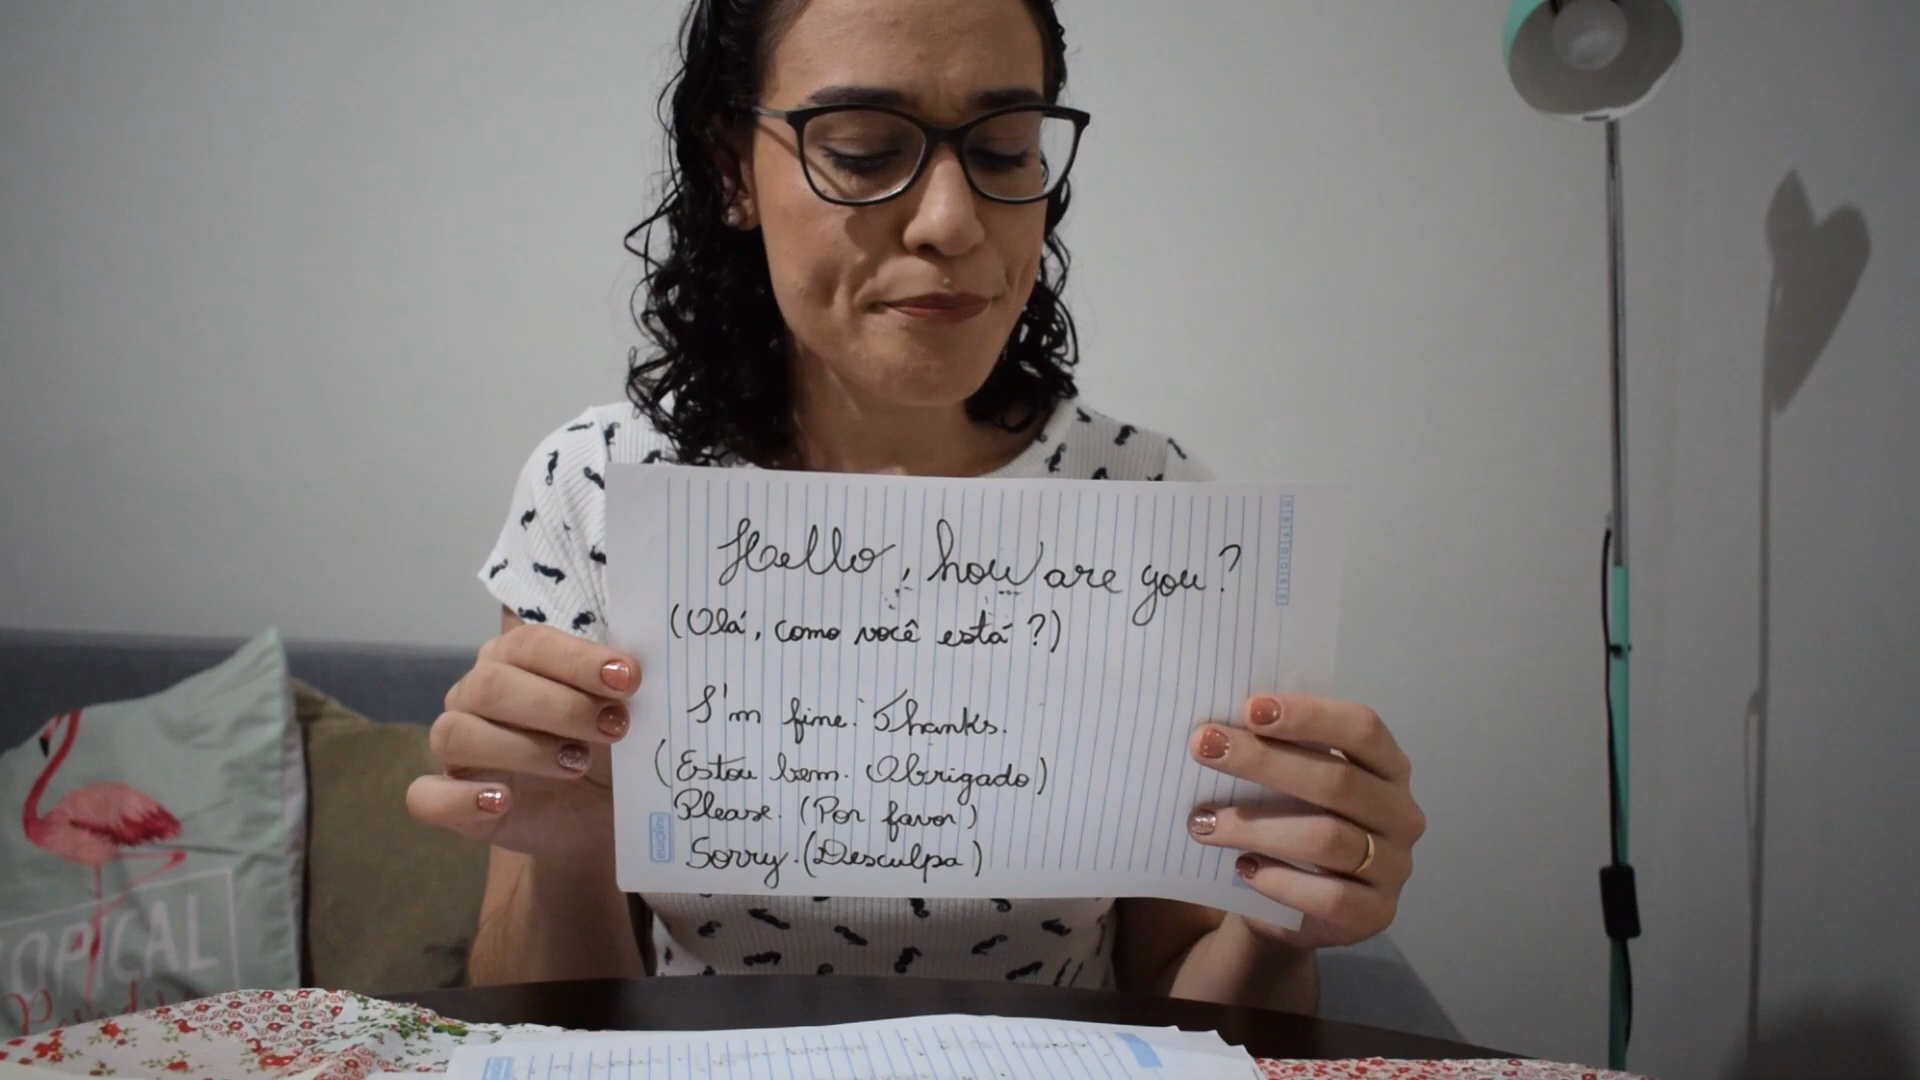 Hello, how are you?
(Olá, como você está?)
I'm fine. Thanks.
(Estou bem. Obrigado)
Please. (Por favor)
Sorry. (Desculpa)
TOPICAL